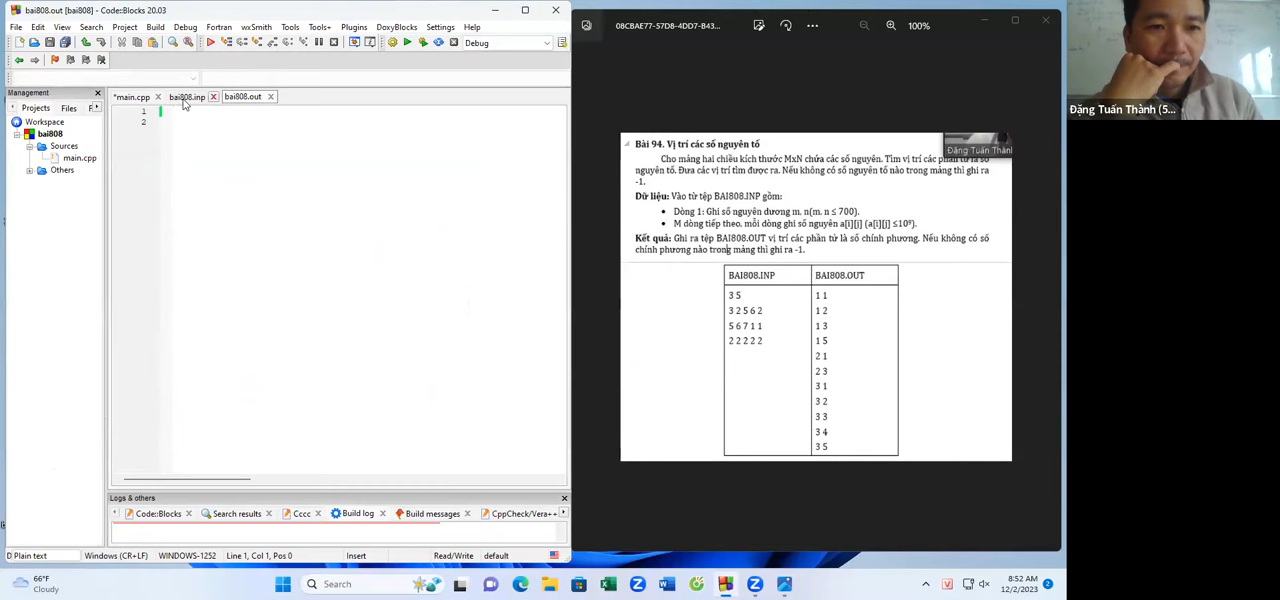 bai808.out [bai808] - Code::Blocks 20.03
File Edit View Search Project Build Debug Fortran wxSmith Tools Tools+ Plugins DoxyBlocks Settings Help
Debug
Management
Projects Files
Workspace
bai808
Sources
main.cpp
Others
*main.cpp
bai808.inp
bai808.out
1
2
Logs & others
Code::Blocks
Search results
Cccc
Build log
Build messages
CppCheck/Vera++
Plain text
Windows (CR+LF)
WINDOWS-1252
Line 1, Col 1, Pos 0
Insert
Read/Write
default
08CBAE77-57D8-4DD7-B43...
100%
Bài 94. Vị trí các số nguyên tố
Đặng Tuấn Thành
Cho mảng hai chiều kích thước MxN chứa các số nguyên. Tìm vị trí các phần tử là số
nguyên tố. Đưa các vị trí tìm được ra. Nếu không có số nguyên tố nào trong mảng thì ghi ra
-1.
Dữ liệu: Vào từ tệp BAI808.INP gồm:
• Dòng 1: Ghi số nguyên dương m, n(m, n ≤ 700).
• M dòng tiếp theo, mỗi dòng ghi số nguyên a[i][j] (a[i][j] ≤10⁹).
Kết quả: Ghi ra tệp BAI808.OUT vị trí các phần tử là số chính phương. Nếu không có số
chính phương nào trong mảng thì ghi ra -1.
BAI808.INP BAI808.OUT
3 5 1 1
3 2 5 6 2 1 2
5 6 7 1 1 1 3
2 2 2 2 2 1 5
2 1
2 3
3 1
3 2
3 3
3 4
3 5
Đặng Tuấn Thành (5...
66°F
Cloudy
Search
8:52 AM
12/2/2023
2